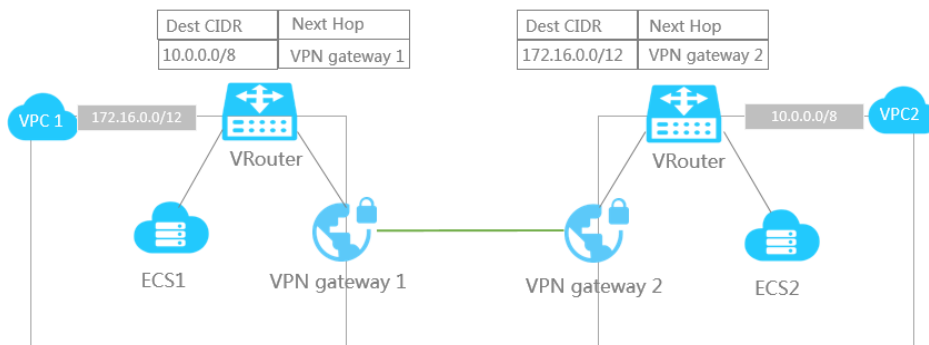 Dest CIDR Next Hop
10.0.0.0/8 VPN gateway 1
Dest CIDR Next Hop
172.16.0.0/12 VPN gateway 2
VPC 1
172.16.0.0/12
VRouter
10.0.0.0/8
VPC2
VRouter
ECS1
VPN gateway 1
VPN gateway 2
ECS2